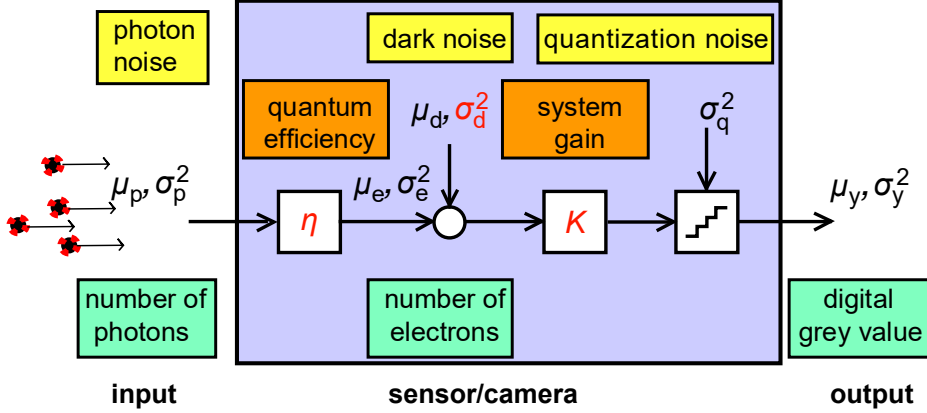 photon
noise
dark noise
quantization noise
quantum
efficiency
system
gain
μd, σd²
σq²
μp, σp²
μe, σe²
μy, σy²
η
K
number of
photons
number of
electrons
digital
grey value
input
sensor/camera
output